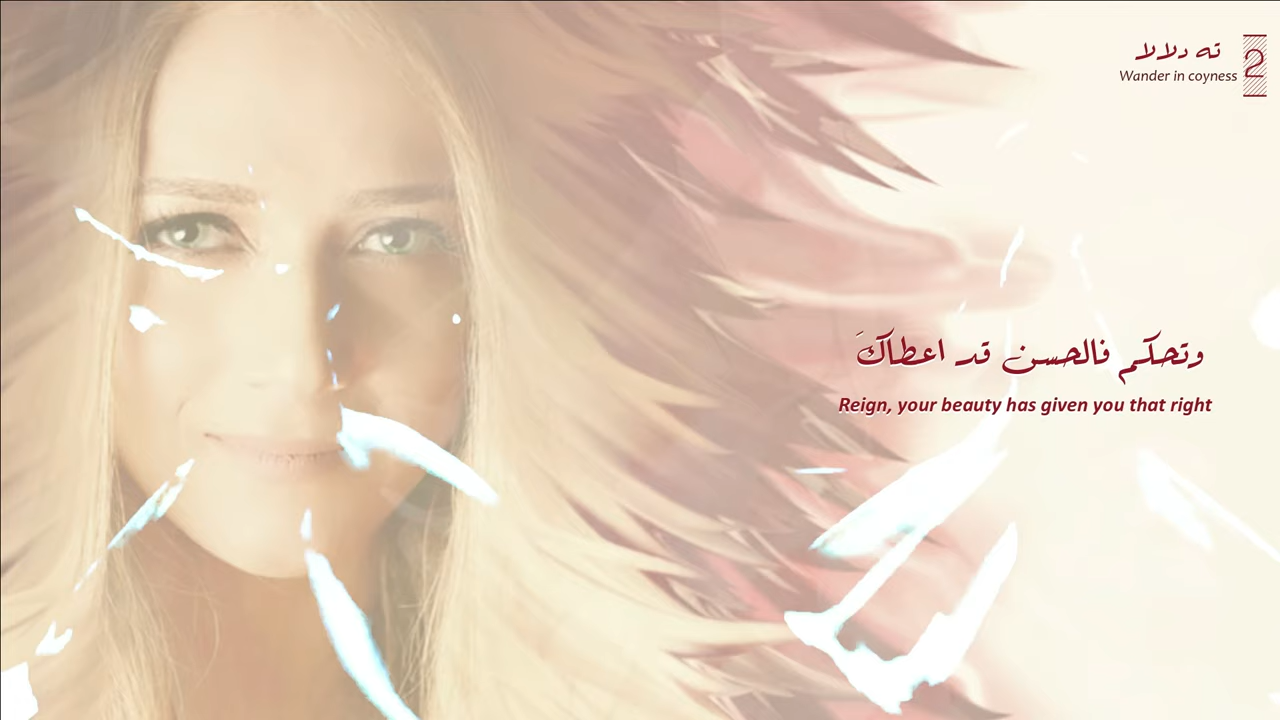 ته دلالا
Wander in coyness
2
وتحكم فالحسن قد اعطاكَ
Reign, your beauty has given you that right